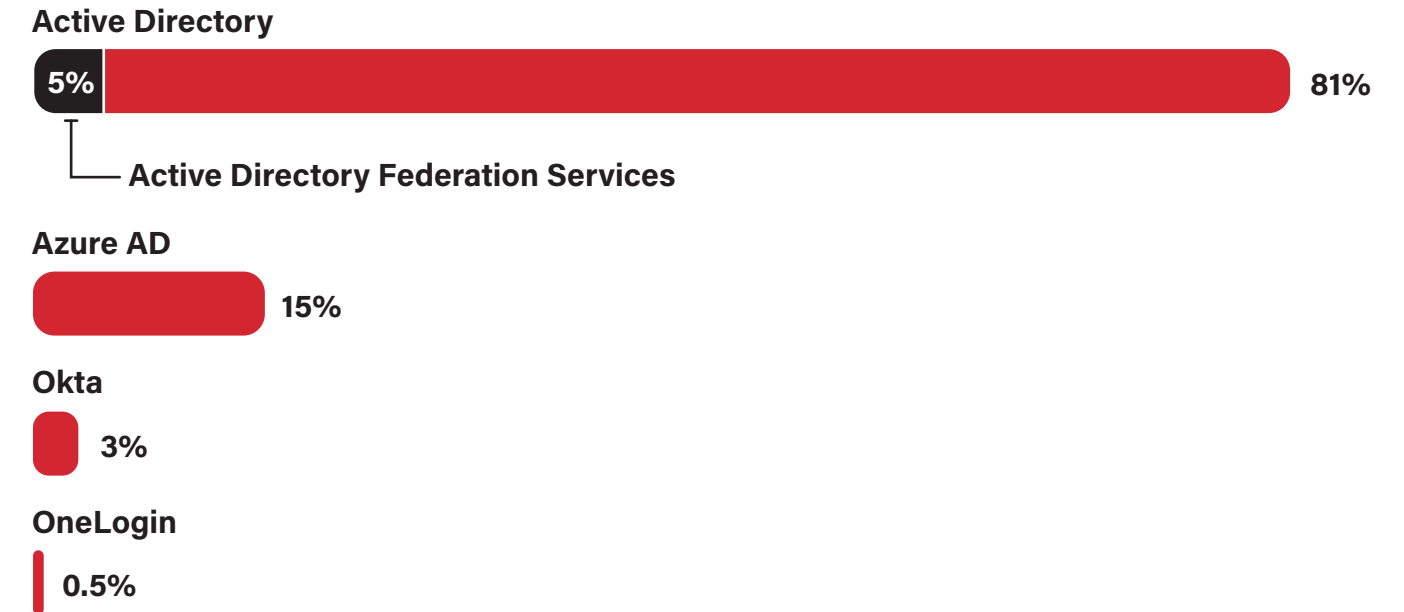 Active Directory
5%
81%
Active Directory Federation Services
Azure AD
15%
Okta
3%
OneLogin
0.5%